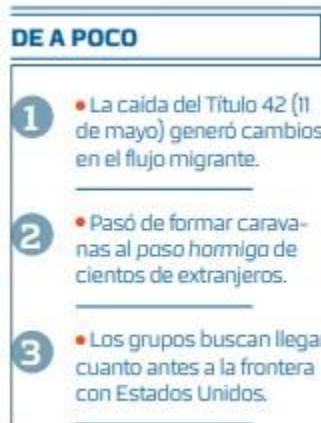 DE A POCO
1
• La caída del Título 42 (11
de mayo) generó cambios
en el flujo migrante.
2
• Pasó de formar carava-
nas al paso hormiga de
cientos de extranjeros.
3
• Los grupos buscan llegar
cuanto antes a la frontera
con Estados Unidos.